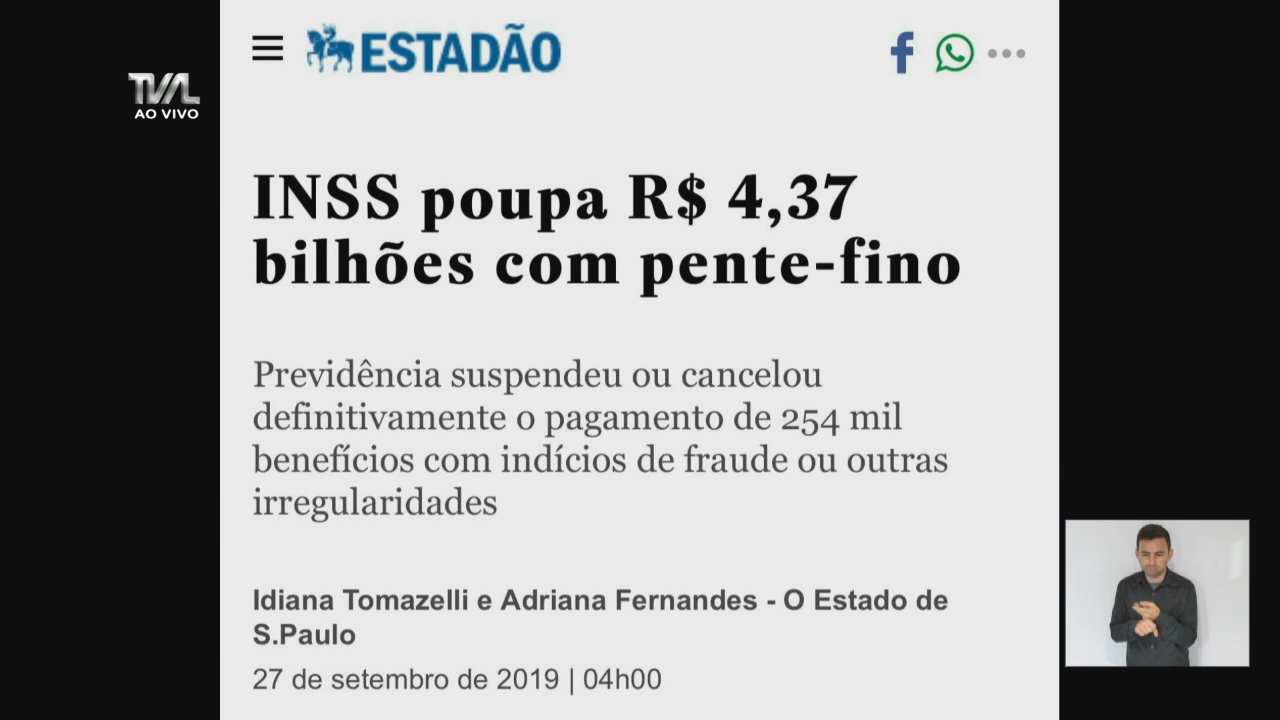 TVAL
AO VIVO
ESTADÃO
INSS poupa R$ 4,37
bilhões com pente-fino
Previdência suspendeu ou cancelou
definitivamente o pagamento de 254 mil
benefícios com indícios de fraude ou outras
irregularidades
Idiana Tomazelli e Adriana Fernandes - O Estado de
S.Paulo
27 de setembro de 2019 | 04h00